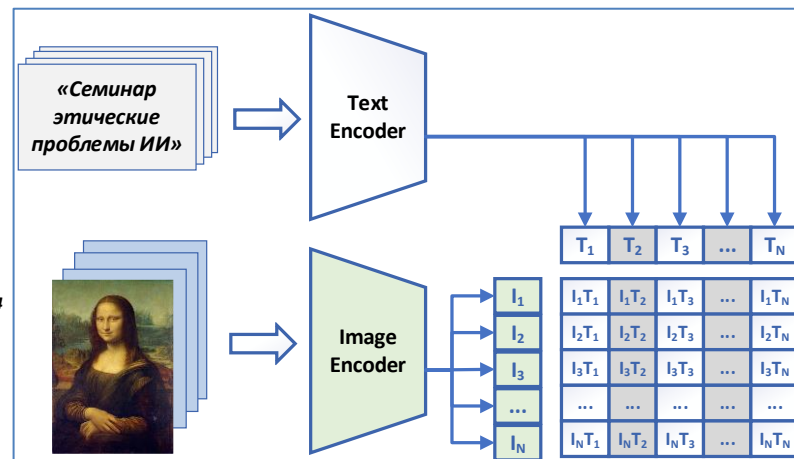 «Семинар
этические
проблемы ИИ»
Text
Encoder
T1 T2 T3 ... TN
Image
Encoder
I1
I2
I3
...
IN
I1T1 I1T2 I1T3 ... I1TN
I2T1 I2T2 I2T3 ... I2TN
I3T1 I3T2 I3T3 ... I3TN
... ... ... ... ...
INT1 INT2 INT3 ... INTN